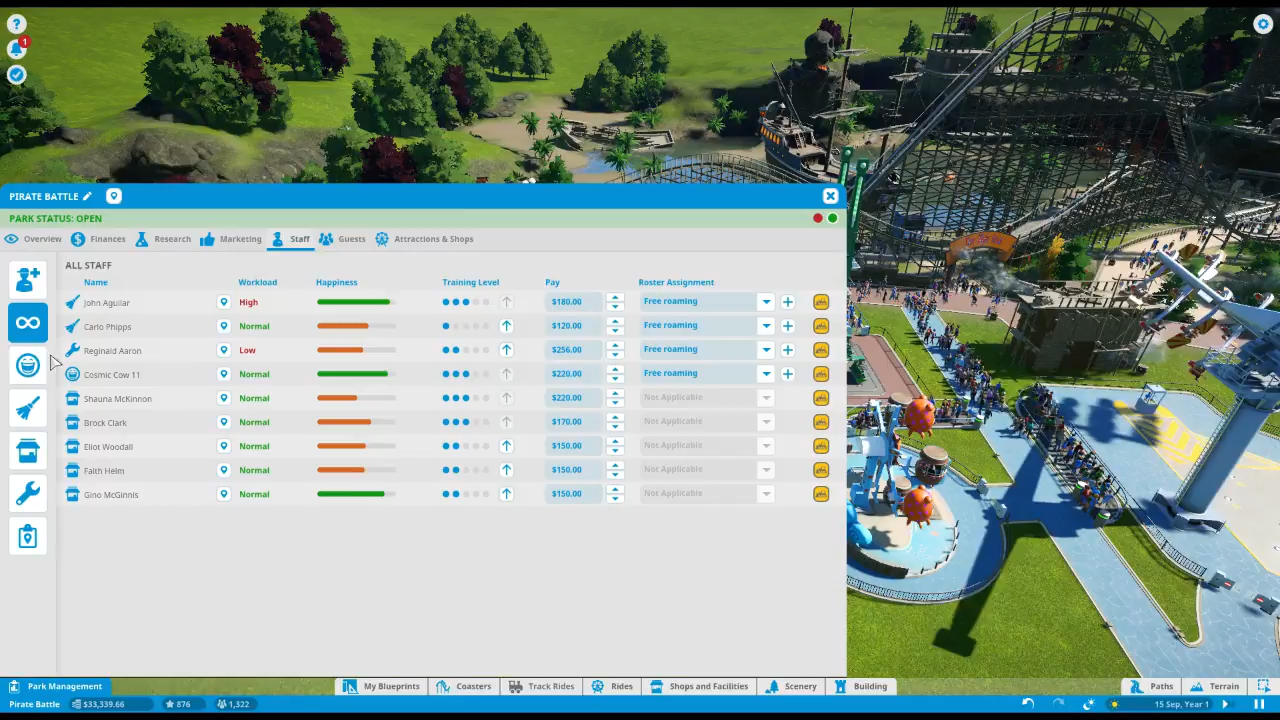 ?
1
PIRATE BATTLE
PARK STATUS: OPEN
Overview Finances Research Marketing Staff Guests Attractions & Shops
ALL STAFF
Name Workload Happiness Training Level Pay Roster Assignment
John Aguilar High $180.00 Free roaming
Carlo Phipps Normal $120.00 Free roaming
Reginald Aaron Low $256.00 Free roaming
Cosmic Cow 11 Normal $220.00 Free roaming
Shauna McKinnon Normal $220.00 Not Applicable
Brock Clark Normal $170.00 Not Applicable
Eliot Woodall Normal $150.00 Not Applicable
Faith Helm Normal $150.00 Not Applicable
Gino McGinnis Normal $150.00 Not Applicable
Park Management My Blueprints Coasters Track Rides Rides Shops and Facilities Scenery Building Paths Terrain
Pirate Battle $33,339.66 876 1,322 15 Sep, Year 1